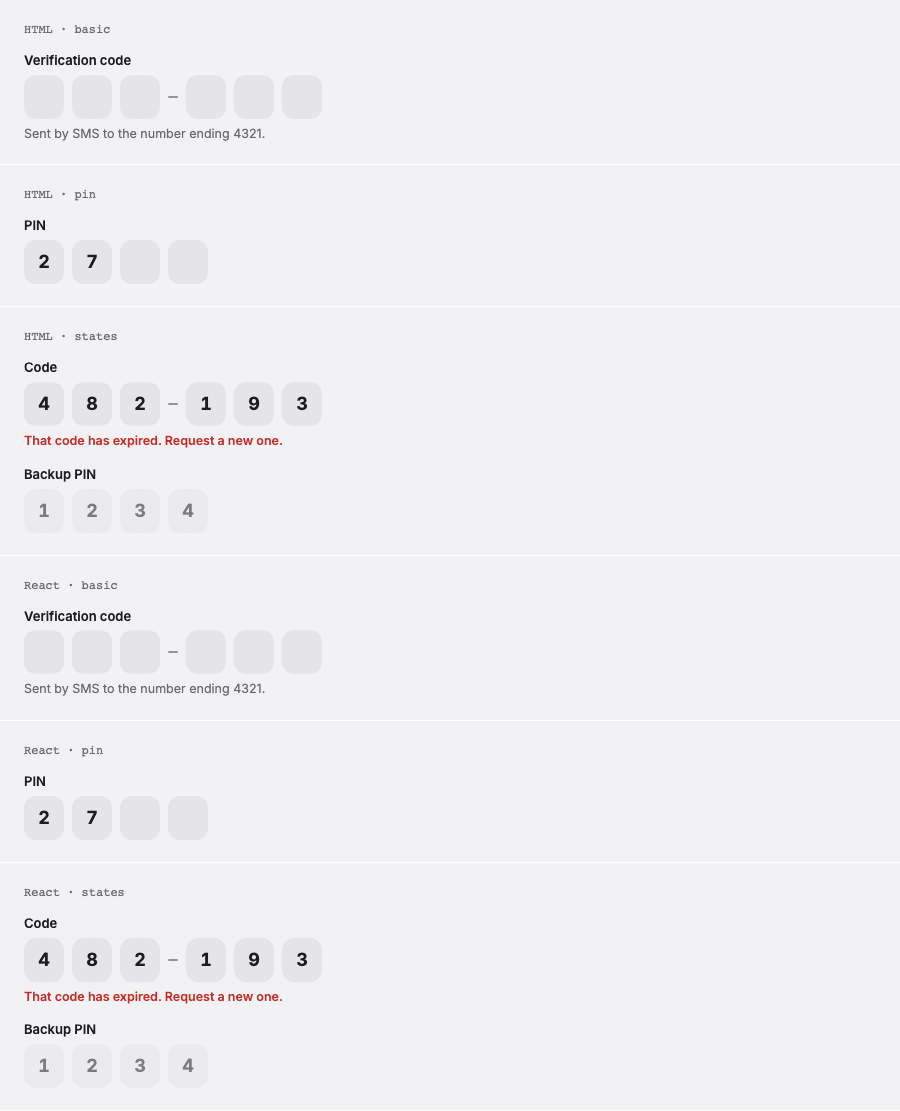 HTML · basic
Verification code
–
Sent by SMS to the number ending 4321.
HTML · pin
PIN
2 7
HTML · states
Code
4 8 2 – 1 9 3
That code has expired. Request a new one.
Backup PIN
1 2 3 4
React · basic
Verification code
–
Sent by SMS to the number ending 4321.
React · pin
PIN
2 7
React · states
Code
4 8 2 – 1 9 3
That code has expired. Request a new one.
Backup PIN
1 2 3 4